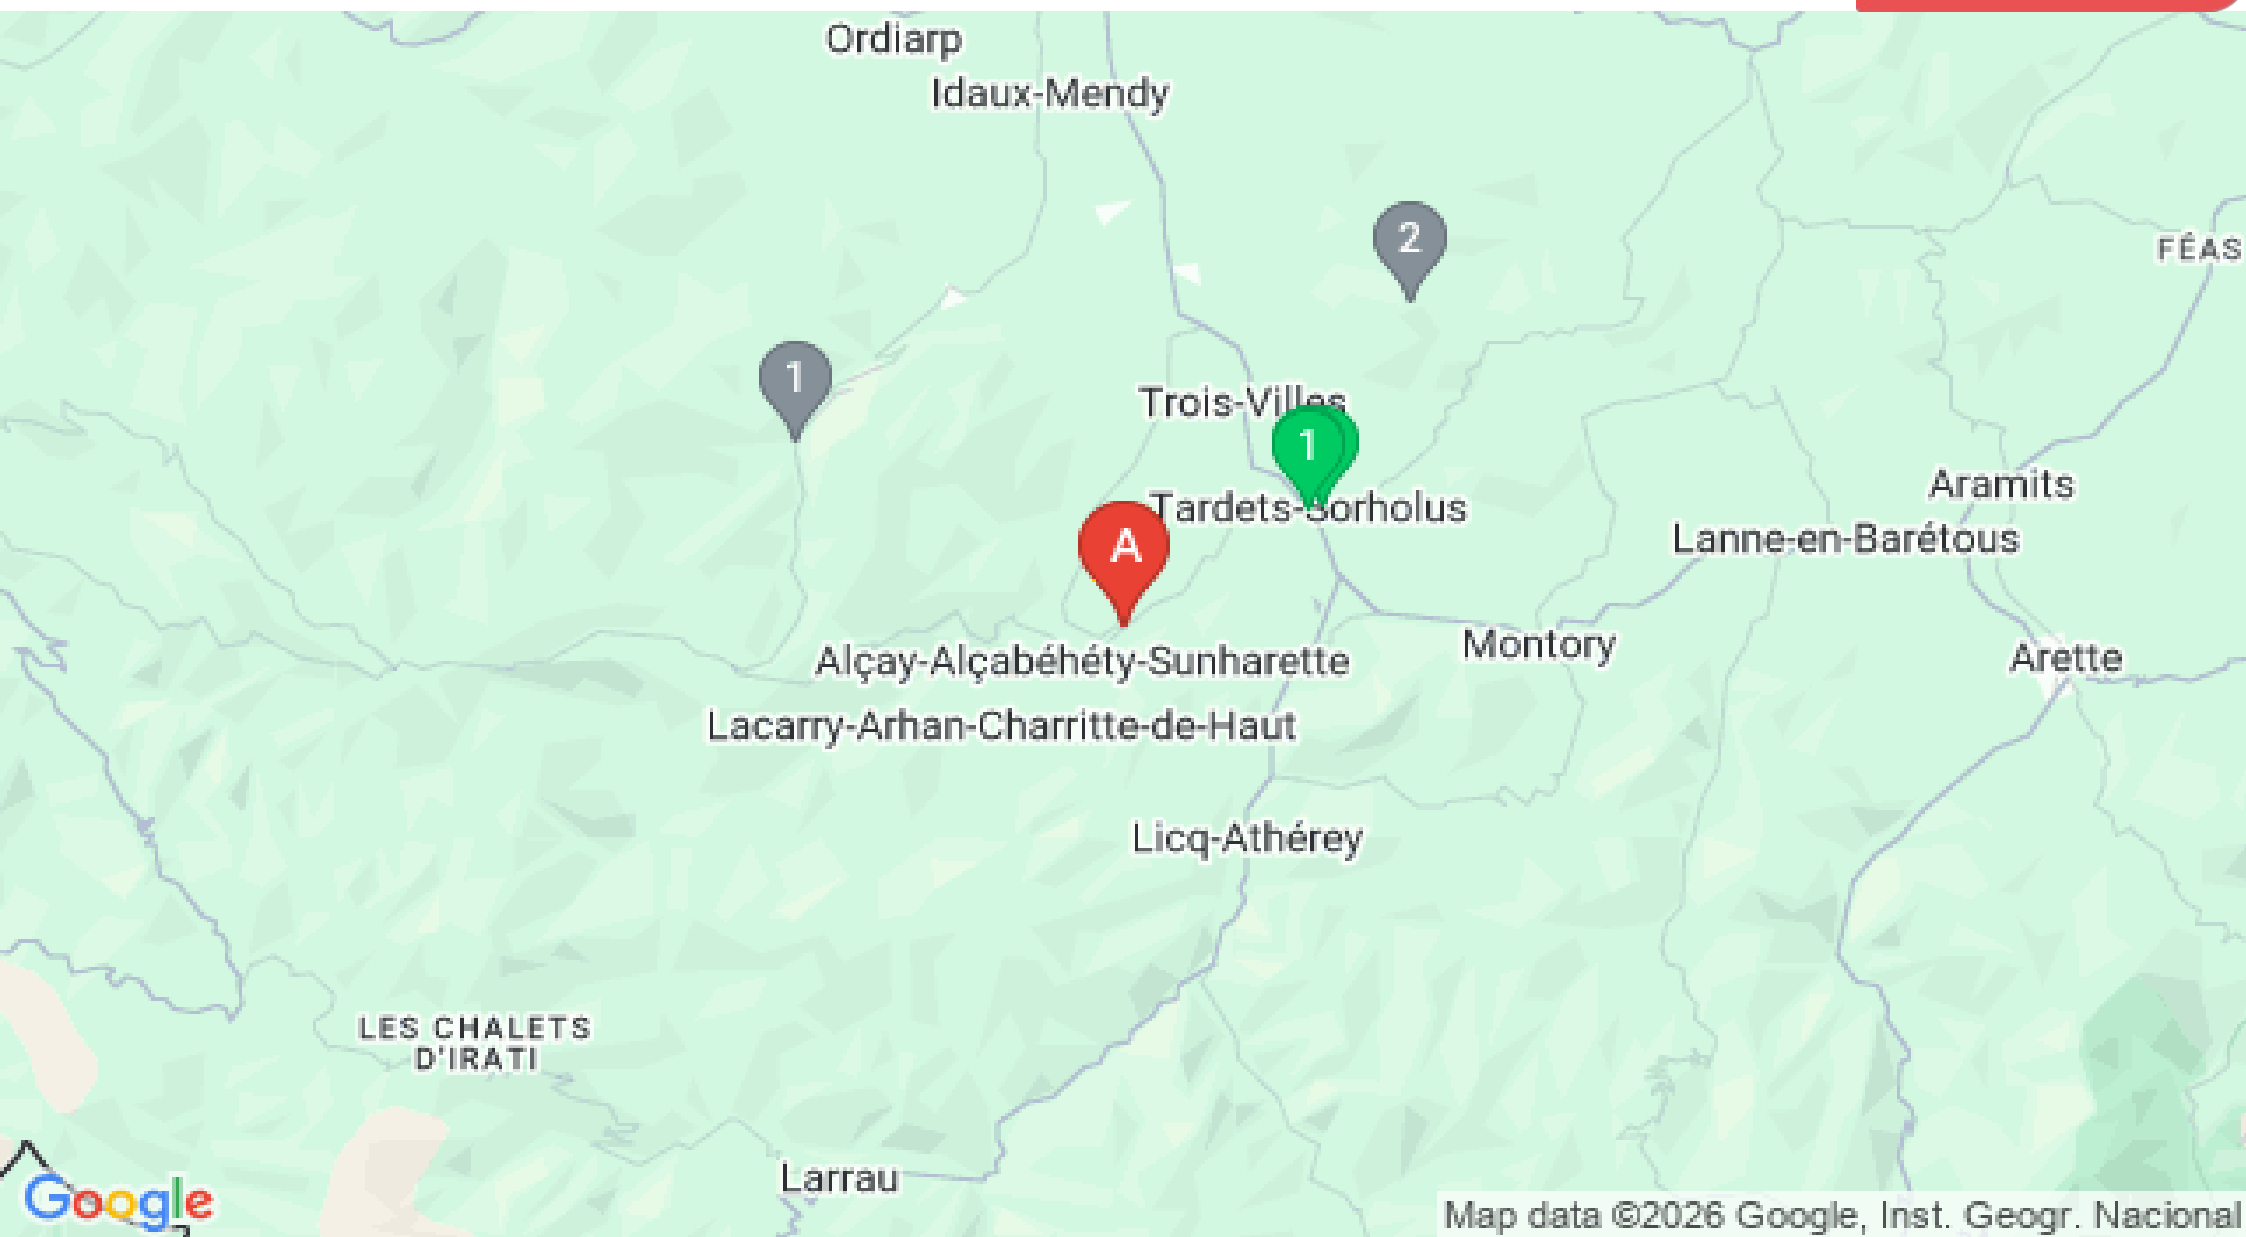 Ordiarp
Idaux-Mendy
2
FÉAS
1
Trois-Villes
1
Tardets-Sorholus
Aramits
A
Lanne-en-Barétous
Montory
Arette
Alçay-Alçabéhéty-Sunharette
Lacarry-Arhan-Charritte-de-Haut
Licq-Athérey
LES CHALETS
D'IRATI
Larrau
Google
Map data ©2026 Google, Inst. Geogr. Nacional